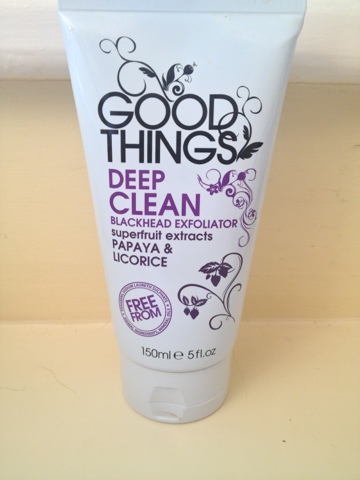 GOOD
THINGS
DEEP
CLEAN
BLACKHEAD EXFOLIATOR
superfruit extracts
PAPAYA &
LICORICE
FREE
FROM
150ml e 5fl.oz